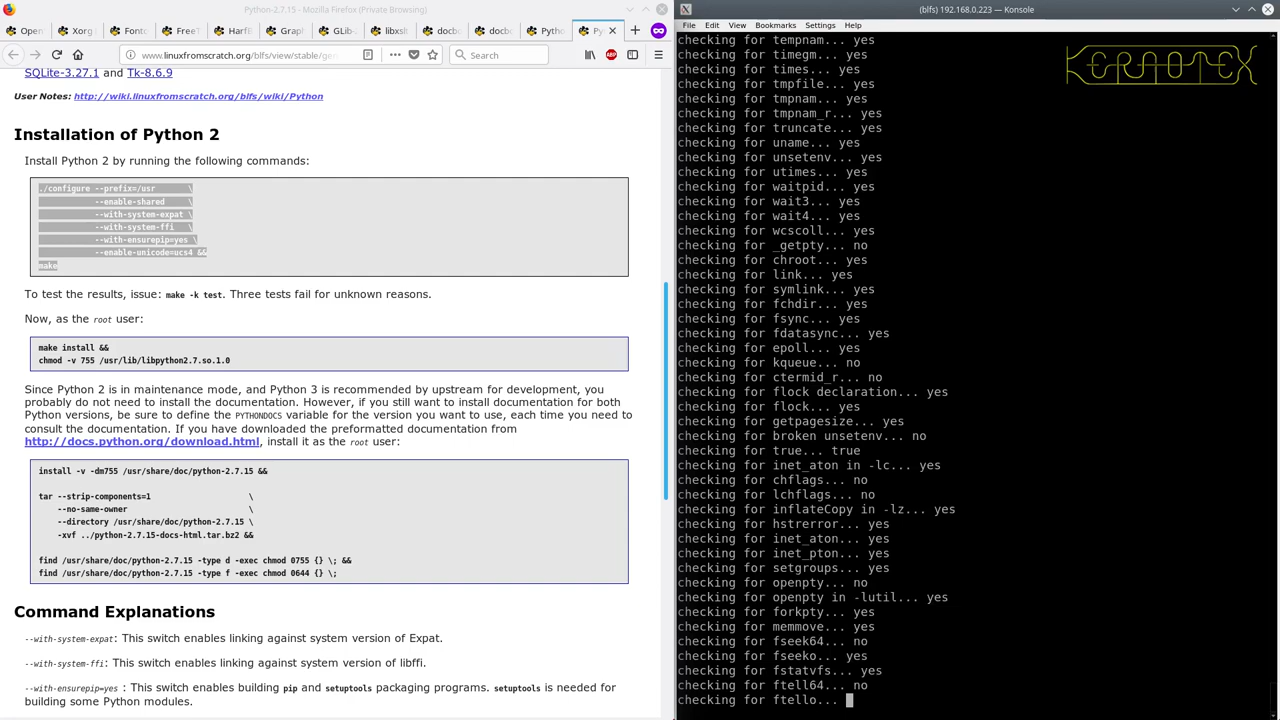 Python-2.7.15 - Mozilla Firefox (Private Browsing)
Open
Xorg
Fonto
FreeT
HarfB
Grap
GLib-
libxslt
docbo
docbo
Pytho
Py
www.linuxfromscratch.org/blfs/view/stable/gen
Search
SQLite-3.27.1 and Tk-8.6.9
User Notes: http://wiki.linuxfromscratch.org/blfs/wiki/Python
Installation of Python 2
Install Python 2 by running the following commands:
./configure --prefix=/usr \
--enable-shared \
--with-system-expat \
--with-system-ffi \
--with-ensurepip=yes \
--enable-unicode=ucs4 &&
make
To test the results, issue: make -k test. Three tests fail for unknown reasons.
Now, as the root user:
make install &&
chmod -v 755 /usr/lib/libpython2.7.so.1.0
Since Python 2 is in maintenance mode, and Python 3 is recommended by upstream for development, you
probably do not need to install the documentation. However, if you still want to install documentation for both
Python versions, be sure to define the PYTHONDOCS variable for the version you want to use, each time you need to
consult the documentation. If you have downloaded the preformatted documentation from
http://docs.python.org/download.html, install it as the root user:
install -v -dm755 /usr/share/doc/python-2.7.15 &&
tar --strip-components=1 \
--no-same-owner \
--directory /usr/share/doc/python-2.7.15 \
-xvf ../python-2.7.15-docs-html.tar.bz2 &&
find /usr/share/doc/python-2.7.15 -type d -exec chmod 0755 {} \; &&
find /usr/share/doc/python-2.7.15 -type f -exec chmod 0644 {} \;
Command Explanations
--with-system-expat: This switch enables linking against system version of Expat.
--with-system-ffi: This switch enables linking against system version of libffi.
--with-ensurepip=yes : This switch enables building pip and setuptools packaging programs. setuptools is needed for
building some Python modules.
(blfs) 192.168.0.223 — Konsole
File Edit View Bookmarks Settings Help
KERAOTEX
checking for tempnam... yes
checking for timegm... yes
checking for times... yes
checking for tmpfile... yes
checking for tmpnam... yes
checking for tmpnam_r... yes
checking for truncate... yes
checking for uname... yes
checking for unsetenv... yes
checking for utimes... yes
checking for waitpid... yes
checking for wait3... yes
checking for wait4... yes
checking for wcscoll... yes
checking for _getpty... no
checking for chroot... yes
checking for link... yes
checking for symlink... yes
checking for fchdir... yes
checking for fsync... yes
checking for fdatasync... yes
checking for epoll... yes
checking for kqueue... no
checking for ctermid_r... no
checking for flock declaration... yes
checking for flock... yes
checking for getpagesize... yes
checking for broken unsetenv... no
checking for true... true
checking for inet_aton in -lc... yes
checking for chflags... no
checking for lchflags... no
checking for inflateCopy in -lz... yes
checking for hstrerror... yes
checking for inet_aton... yes
checking for inet_pton... yes
checking for setgroups... yes
checking for openpty... no
checking for openpty in -lutil... yes
checking for forkpty... yes
checking for memmove... yes
checking for fseek64... no
checking for fseeko... yes
checking for fstatvfs... yes
checking for ftell64... no
checking for ftello...